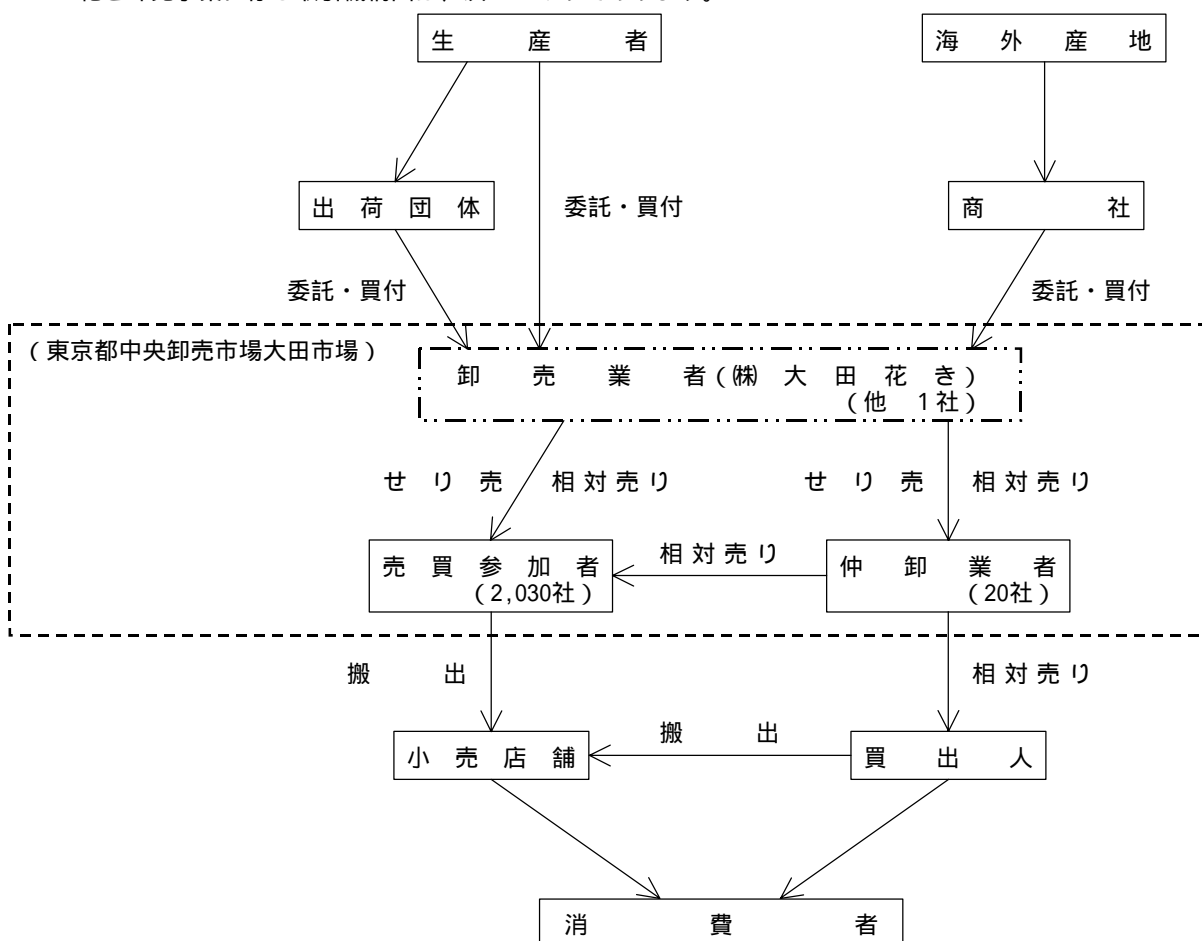 生産者
海外産地
出荷団体
委託・買付
商社
委託・買付
委託・買付
(東京都中央卸売市場大田市場)
卸売業者(㈱大田花き)
(他 1社)
せり売 相対売り
せり売 相対売り
売買参加者
(2,030社)
相対売り
仲卸業者
(20社)
搬出
相対売り
小売店舗
搬出
買出人
消費者